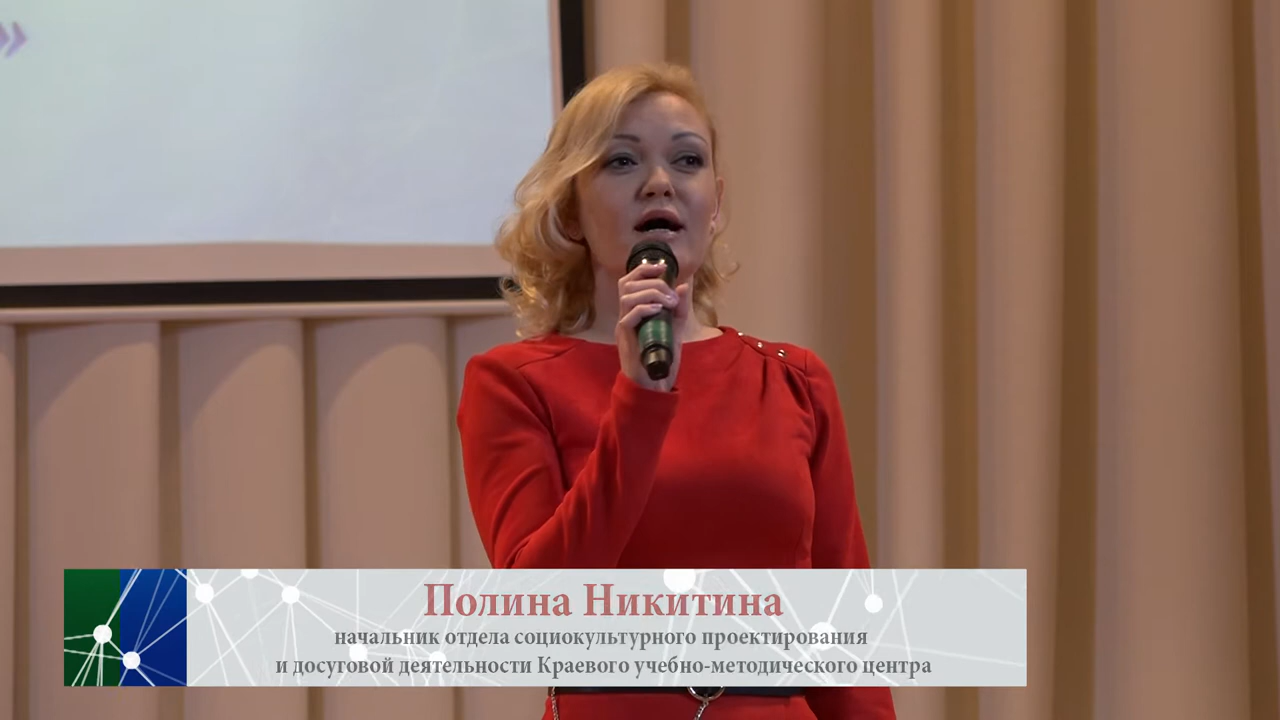 »
Полина Никитина
начальник отдела социокультурного проектирования
и досуговой деятельности Краевого учебно-методического центра